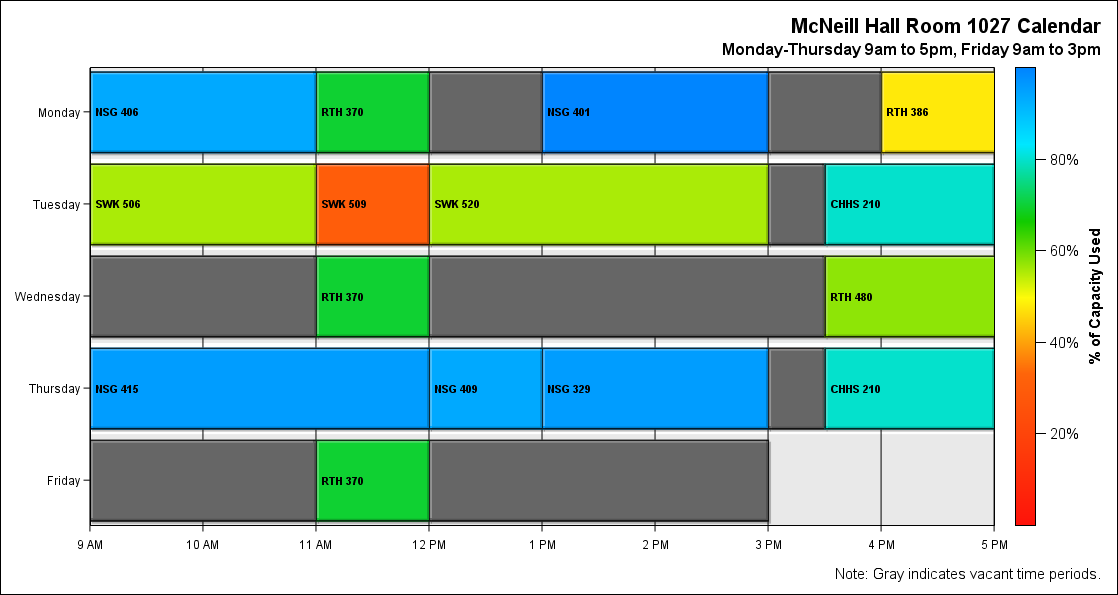 McNeill Hall Room 1027 Calendar
Monday-Thursday 9am to 5pm, Friday 9am to 3pm
Monday NSG 406 RTH 370 NSG 401 RTH 386
80%
Tuesday SWK 506 SWK 509 SWK 520 CHHS 210
60%
% of Capacity Used
Wednesday RTH 370 RTH 480
40%
Thursday NSG 415 NSG 409 NSG 329 CHHS 210
20%
Friday RTH 370
9 AM 10 AM 11 AM 12 PM 1 PM 2 PM 3 PM 4 PM 5 PM
Note: Gray indicates vacant time periods.